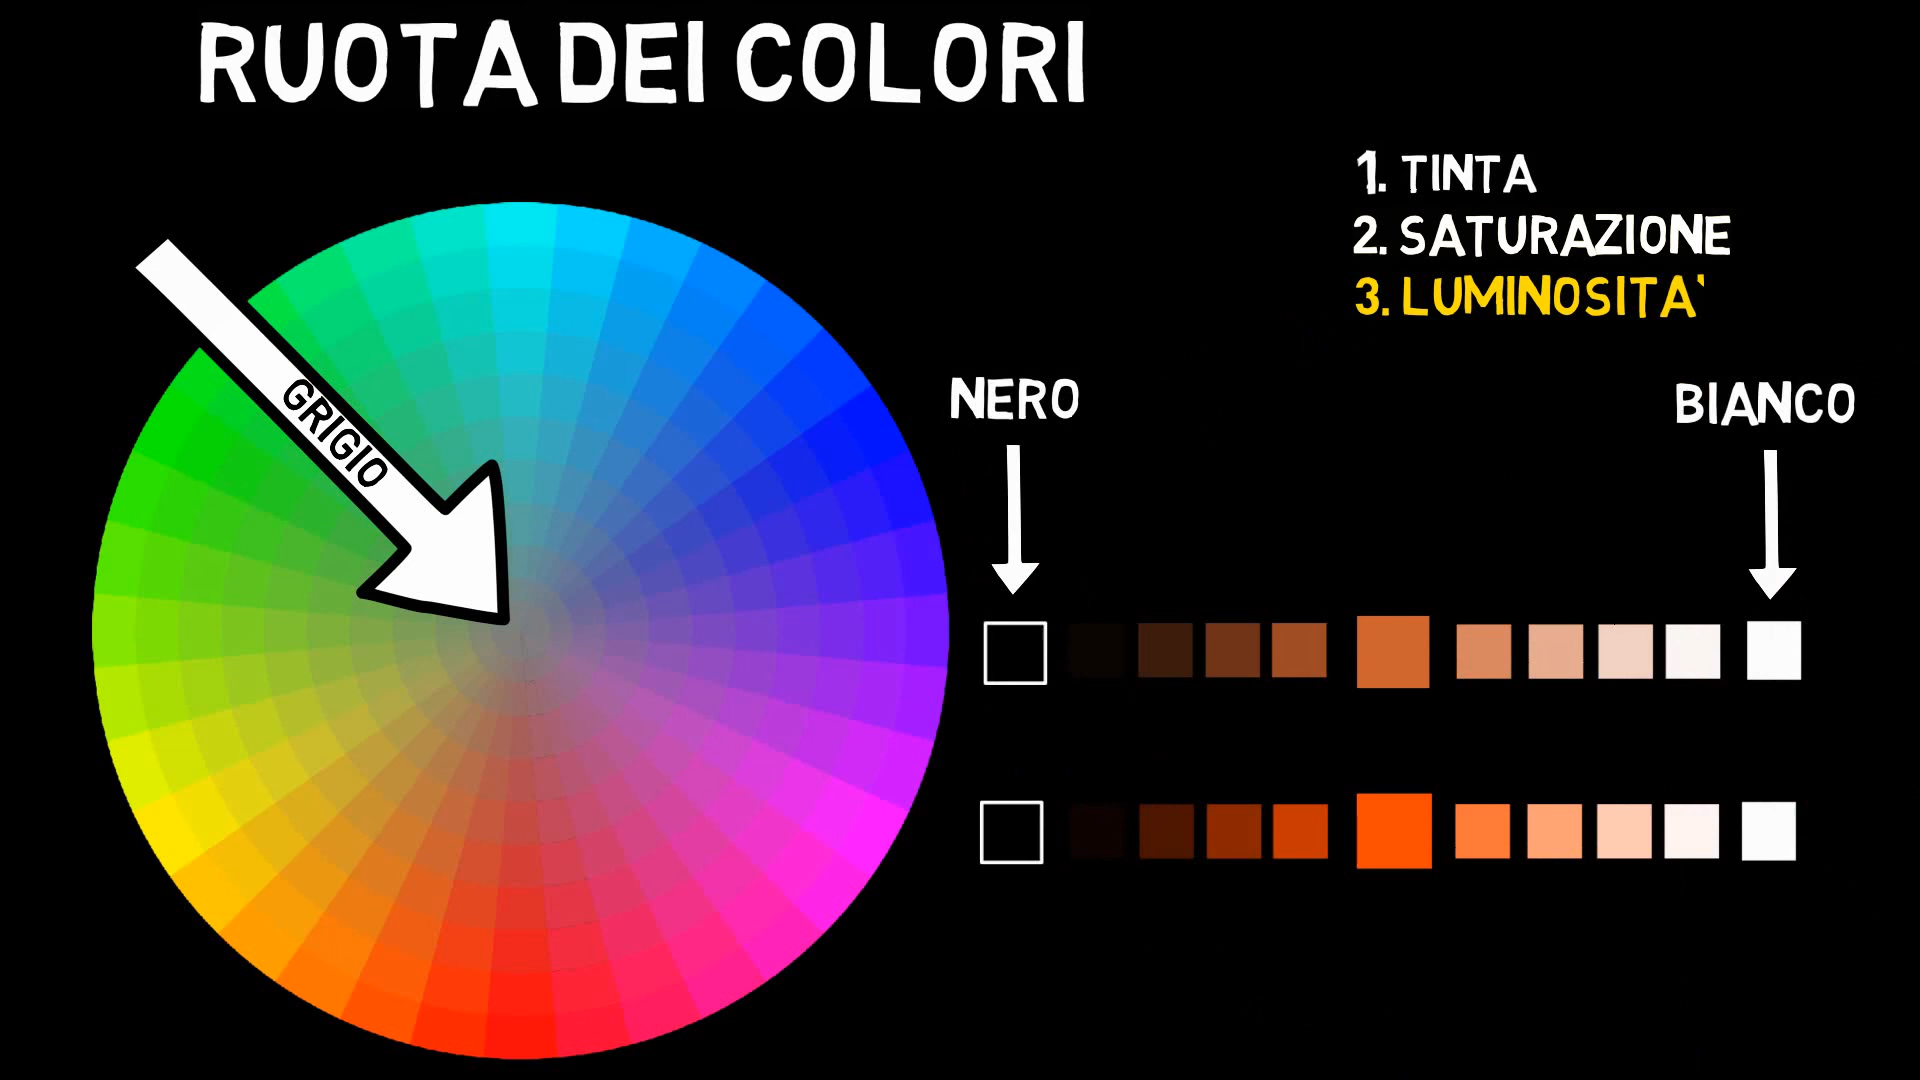 RUOTA DEI COLORI
1. TINTA
2. SATURAZIONE
3. LUMINOSITA'
NERO
BIANCO
GRIGIO